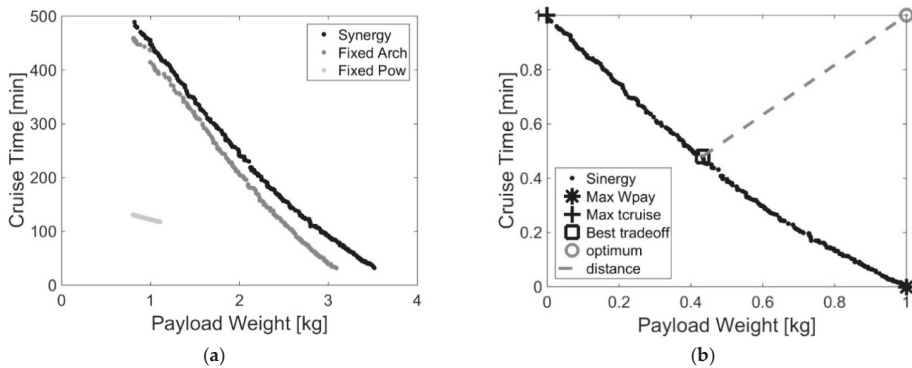 500
400
300
200
100
0
Cruise Time [min]
Synergy
Fixed Arch
Fixed Pow
0 1 2 3 4
Payload Weight [kg]
(a)
1
0.8
0.6
0.4
0.2
0
Cruise Time [min]
Sinergy
Max Wpay
Max tcruise
Best tradeoff
optimum
distance
0 0.2 0.4 0.6 0.8 1
Payload Weight [kg]
(b)